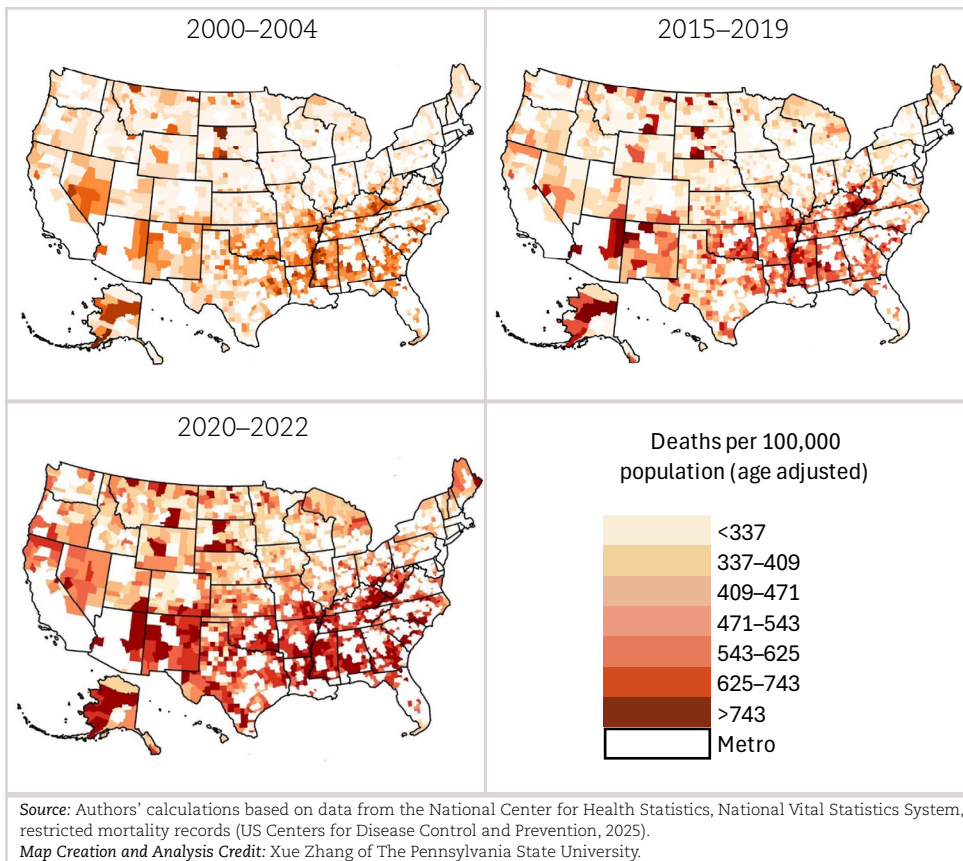 2000–2004
2015–2019
2020–2022
Deaths per 100,000
population (age adjusted)
<337
337–409
409–471
471–543
543–625
625–743
>743
Metro
Source: Authors’ calculations based on data from the National Center for Health Statistics, National Vital Statistics System,
restricted mortality records (US Centers for Disease Control and Prevention, 2025).
Map Creation and Analysis Credit: Xue Zhang of The Pennsylvania State University.